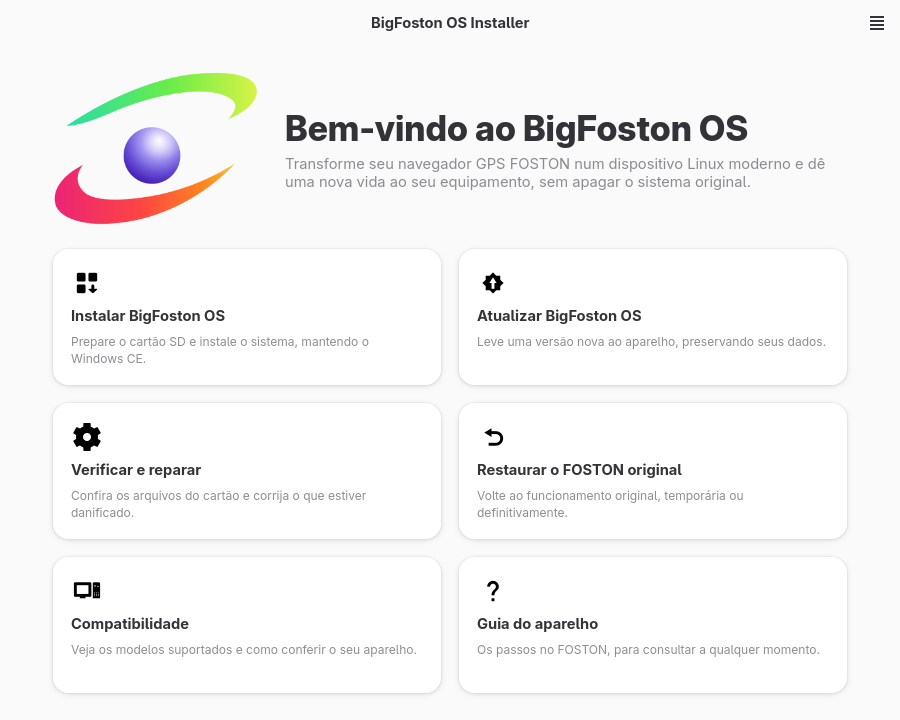 BigFoston OS Installer
Bem-vindo ao BigFoston OS
Transforme seu navegador GPS FOSTON num dispositivo Linux moderno e dê
uma nova vida ao seu equipamento, sem apagar o sistema original.
Instalar BigFoston OS
Prepare o cartão SD e instale o sistema, mantendo o
Windows CE.
Atualizar BigFoston OS
Leve uma versão nova ao aparelho, preservando seus dados.
Verificar e reparar
Confira os arquivos do cartão e corrija o que estiver
danificado.
Restaurar o FOSTON original
Volte ao funcionamento original, temporária ou
definitivamente.
Compatibilidade
Veja os modelos suportados e como conferir o seu aparelho.
Guia do aparelho
Os passos no FOSTON, para consultar a qualquer momento.